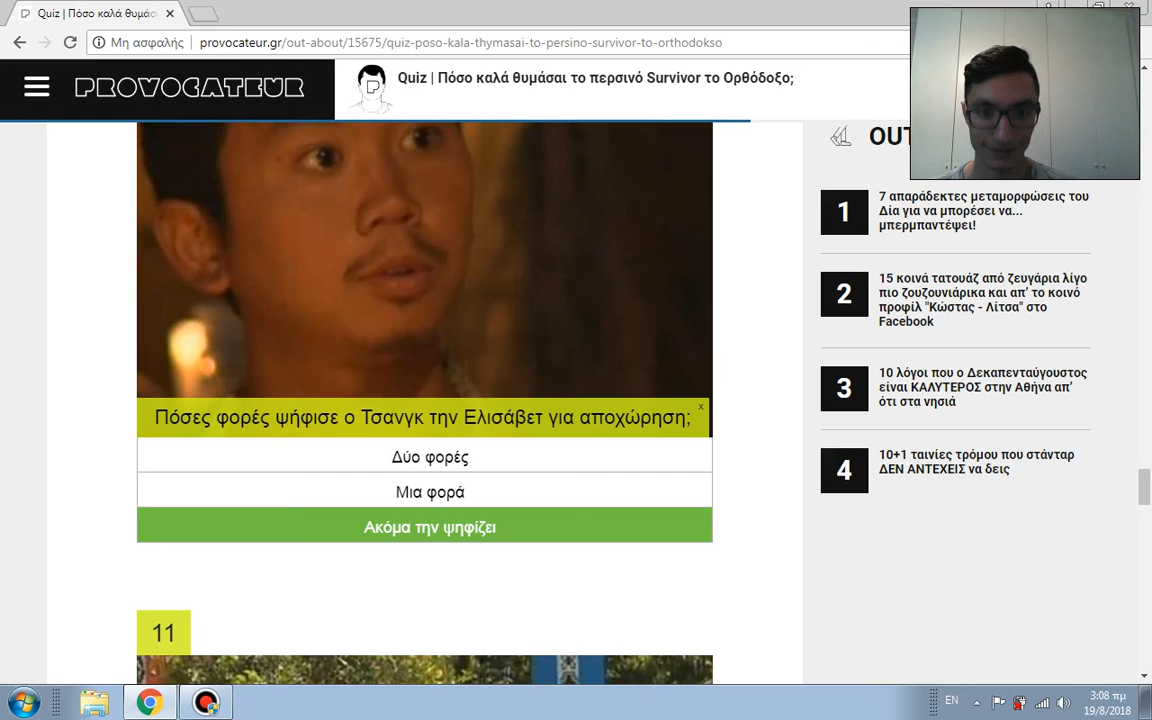 Quiz | Πόσο καλά θυμάσ
Μη ασφαλής
provocateur.gr/out-about/15675/quiz-poso-kala-thymasai-to-persino-survivor-to-orthodokso
PROVOCATEUR
Quiz | Πόσο καλά θυμάσαι το περσινό Survivor το Ορθόδοξο;
OUT
1
7 απαράδεκτες μεταμορφώσεις του
Δία για να μπορέσει να...
μπερμπαντέψει!
2
15 κοινά τατουάζ από ζευγάρια λίγο
πιο ζουζουνιάρικα και απ’ το κοινό
προφίλ "Κώστας - Λίτσα" στο
Facebook
3
10 λόγοι που ο Δεκαπενταύγουστος
είναι ΚΑΛΥΤΕΡΟΣ στην Αθήνα απ’
ότι στα νησιά
4
10+1 ταινίες τρόμου που στάνταρ
ΔΕΝ ΑΝΤΕΧΕΙΣ να δεις
Πόσες φορές ψήφισε ο Τσανγκ την Ελισάβετ για αποχώρηση;
x
Δύο φορές
Μια φορά
Ακόμα την ψηφίζει
11
EN
3:08 πμ
19/8/2018